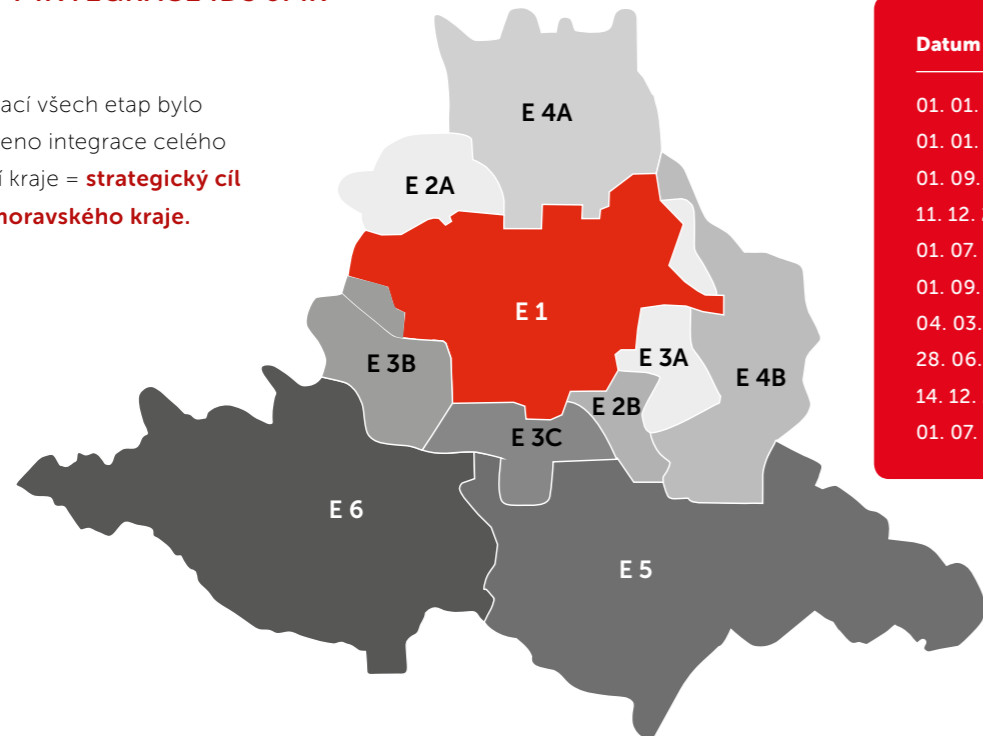 ací všech etap bylo
eno integrace celého
í kraje = strategický cíl
moravského kraje.
E 4A
E 2A
E 1
E 3B
E 3A
E 4B
E 2B
E 3C
E 6
E 5
Datum
01. 01.
01. 01.
01. 09.
11. 12.
01. 07.
01. 09.
04. 03.
28. 06.
14. 12.
01. 07.